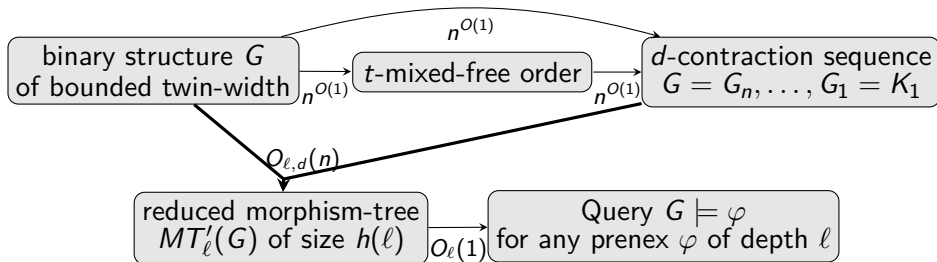 n^{O(1)}
binary structure G
of bounded twin-width
n^{O(1)}
t-mixed-free order
n^{O(1)}
d-contraction sequence
G = G_n, . . . , G_1 = K_1
O_{ℓ,d}(n)
reduced morphism-tree
MT'_ℓ(G) of size h(ℓ)
O_ℓ(1)
Query G ⊨ φ
for any prenex φ of depth ℓ